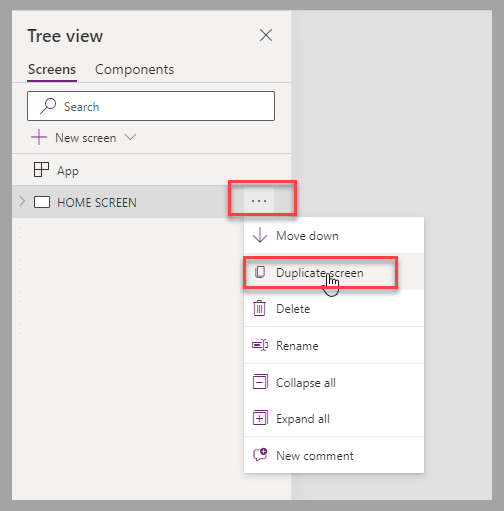 Tree view
Screens Components
Search
New screen
App
HOME SCREEN ...
Move down
Duplicate screen
Delete
Rename
Collapse all
Expand all
New comment